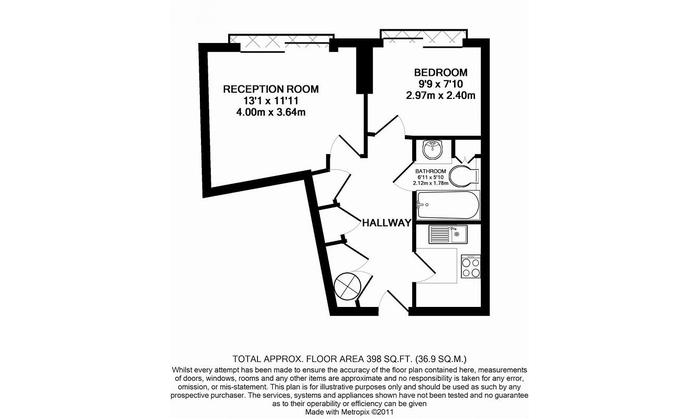 RECEPTION ROOM
13'1 x 11'11
4.00m x 3.64m
BEDROOM
9'9 x 7'10
2.97m x 2.40m
BATHROOM
6'11 x 5'10
2.12m x 1.78m
HALLWAY
TOTAL APPROX. FLOOR AREA 398 SQ.FT. (36.9 SQ.M.)
Whilst every attempt has been made to ensure the accuracy of the floor plan contained here, measurements
of doors, windows, rooms and any other items are approximate and no responsibility is taken for any error,
omission, or mis-statement. This plan is for illustrative purposes only and should be used as such by any
prospective purchaser. The services, systems and appliances shown have not been tested and no guarantee
as to their operability or efficiency can be given
Made with Metropix ©2011